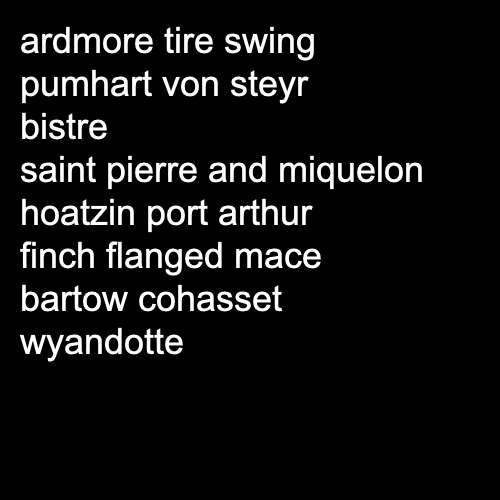 ardmore tire swing
pumhart von steyr
bistre
saint pierre and miquelon
hoatzin port arthur
finch flanged mace
bartow cohasset
wyandotte